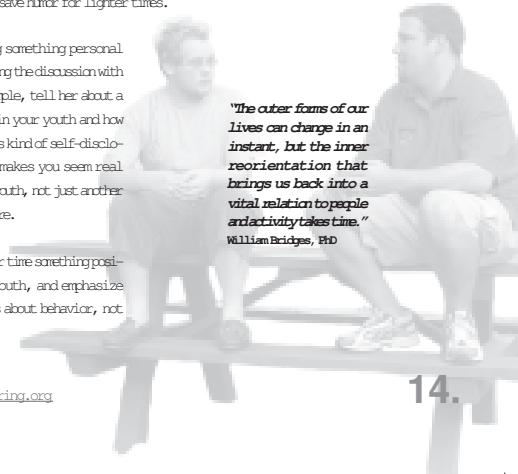 save humor for lighter times.
g something personal
ng the discussion with
ple, tell her about a
in your youth and how
s kind of self-disclo-
makes you seem real
outh, not just another
re.
r time something posi-
outh, and emphasize
s about behavior, not
ring.org
"The outer forms of our
lives can change in an
instant, but the inner
reorientation that
brings us back into a
vital relation to people
and activity takes time."
William Bridges, PhD
14.